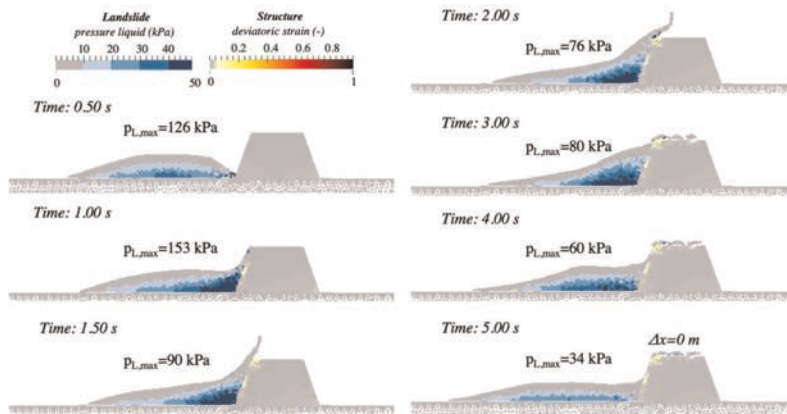 Landslide
pressure liquid (kPa)
10 20 30 40
0 50
Structure
deviatoric strain (-)
0.2 0.4 0.6 0.8
0 1
Time: 0.50 s
pL,max=126 kPa
Time: 1.00 s
pL,max=153 kPa
Time: 1.50 s
pL,max=90 kPa
Time: 2.00 s
pL,max=76 kPa
Time: 3.00 s
pL,max=80 kPa
Time: 4.00 s
pL,max=60 kPa
Time: 5.00 s
pL,max=34 kPa
Δx=0 m